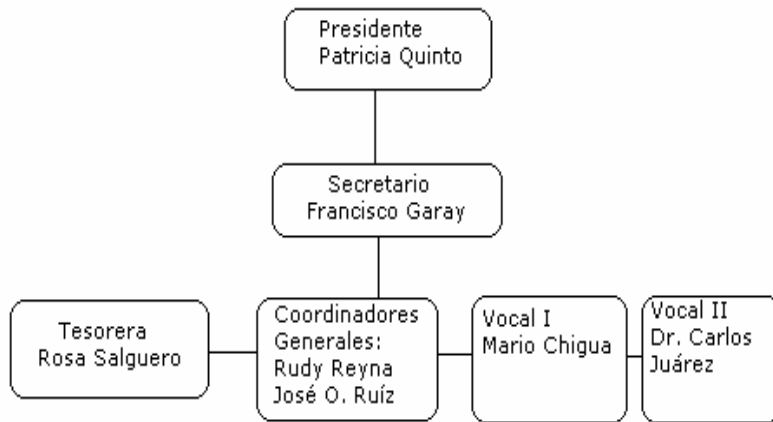 Presidente
Patricia Quinto
Secretario
Francisco Garay
Tesorera
Rosa Salguero
Coordinadores
Generales:
Rudy Reyna
José O. Ruíz
Vocal I
Mario Chigua
Vocal II
Dr. Carlos
Juárez